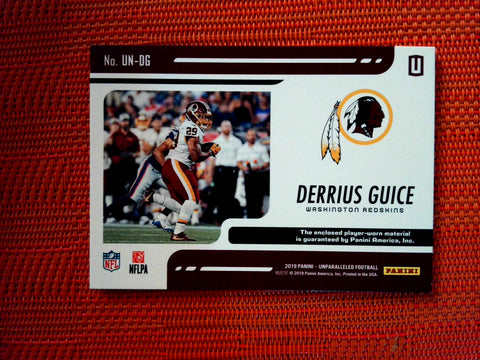 No. UN-DG
U
29
DERRIUS GUICE
WASHINGTON REDSKINS
The enclosed player-worn material
is guaranteed by Panini America, Inc.
NFL
NFLPA
2019 PANINI - UNPARALLELED FOOTBALL
© 2019 Panini America, Inc. Printed in the USA.
PANINI